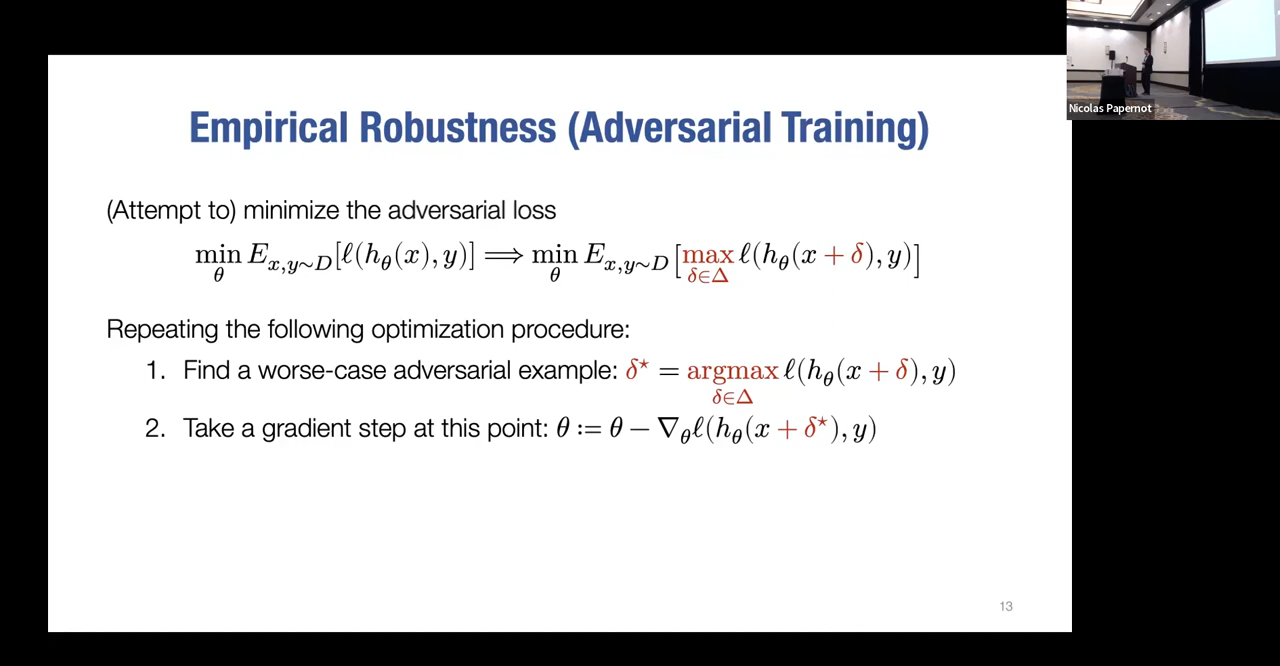 Nicolas Papernot
Empirical Robustness (Adversarial Training)
(Attempt to) minimize the adversarial loss
min_θ E_{x,y∼D}[ℓ(h_θ(x), y)] ⟹ min_θ E_{x,y∼D}[max_{δ∈Δ} ℓ(h_θ(x + δ), y)]
Repeating the following optimization procedure:
1. Find a worse-case adversarial example: δ⋆ = argmax_{δ∈Δ} ℓ(h_θ(x + δ), y)
2. Take a gradient step at this point: θ := θ − ∇_θ ℓ(h_θ(x + δ⋆), y)
13